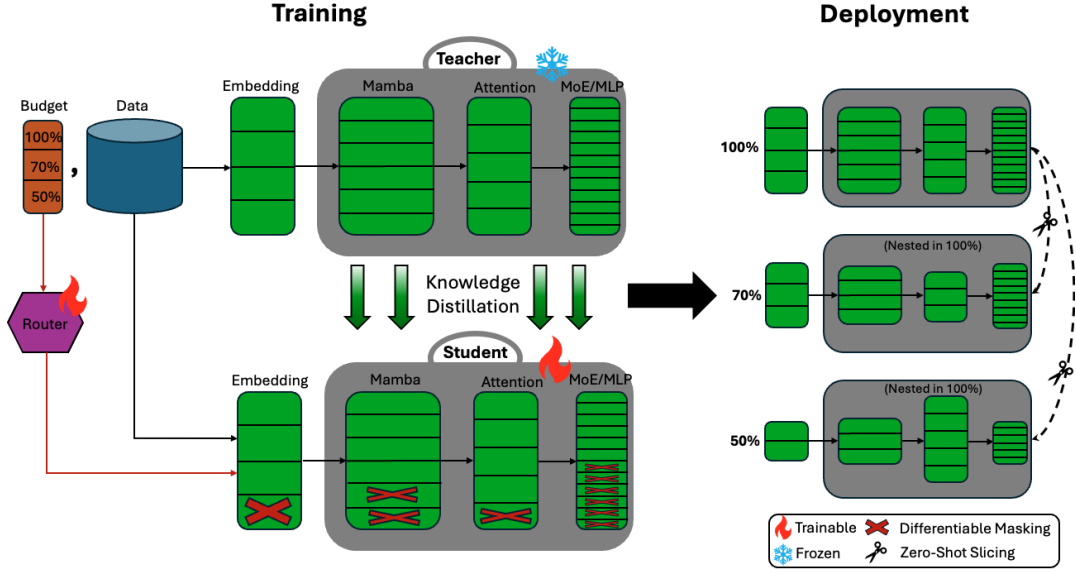 Training
Deployment
Teacher
Embedding
Mamba
Attention
MoE/MLP
Budget
Data
100%
70%
50%
,
Router
Knowledge
Distillation
Student
Embedding
Mamba
Attention
MoE/MLP
100%
(Nested in 100%)
70%
(Nested in 100%)
50%
Trainable
Differentiable Masking
Frozen
Zero-Shot Slicing